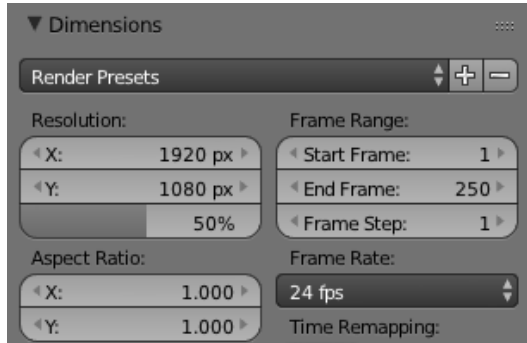 Dimensions
Render Presets
Resolution:
X: 1920 px
Y: 1080 px
50%
Aspect Ratio:
X: 1.000
Y: 1.000
Frame Range:
Start Frame: 1
End Frame: 250
Frame Step: 1
Frame Rate:
24 fps
Time Remapping: